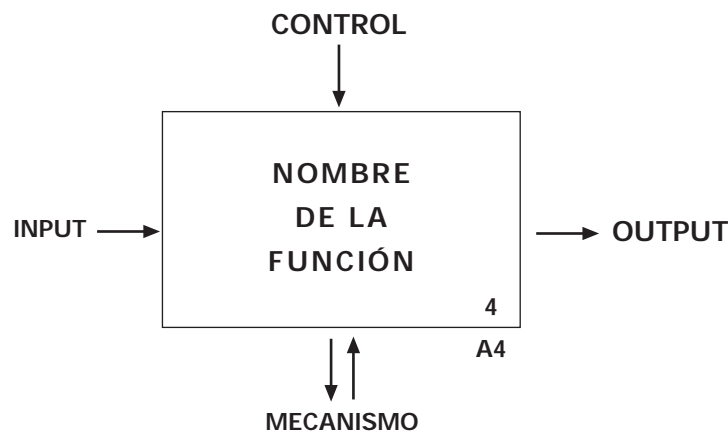 CONTROL
NOMBRE
DE LA
FUNCIÓN
INPUT
OUTPUT
4
A4
MECANISMO